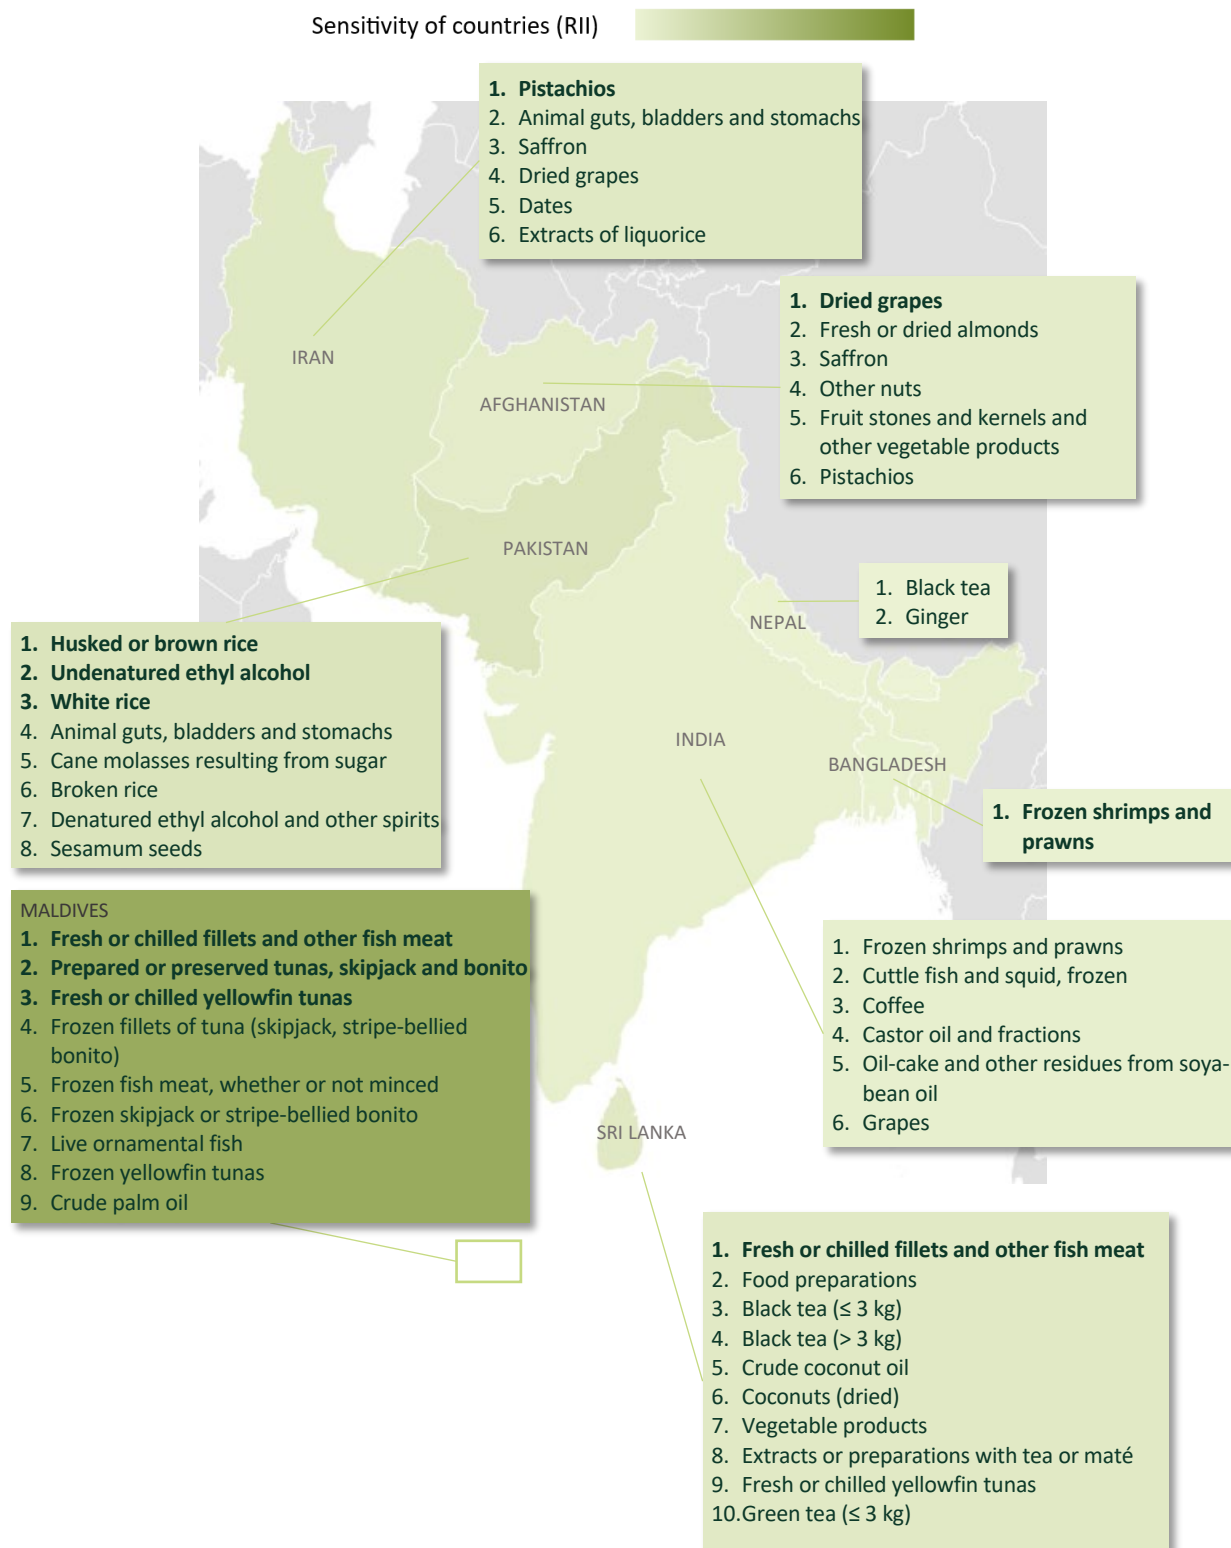 Sensitivity of countries (RII)
1. Pistachios
2. Animal guts, bladders and stomachs
3. Saffron
4. Dried grapes
5. Dates
6. Extracts of liquorice
IRAN
1. Dried grapes
2. Fresh or dried almonds
3. Saffron
4. Other nuts
5. Fruit stones and kernels and
other vegetable products
6. Pistachios
AFGHANISTAN
PAKISTAN
1. Black tea
2. Ginger
NEPAL
1. Husked or brown rice
2. Undenatured ethyl alcohol
3. White rice
4. Animal guts, bladders and stomachs
5. Cane molasses resulting from sugar
6. Broken rice
7. Denatured ethyl alcohol and other spirits
8. Sesamum seeds
INDIA
BANGLADESH
1. Frozen shrimps and
prawns
MALDIVES
1. Fresh or chilled fillets and other fish meat
2. Prepared or preserved tunas, skipjack and bonito
3. Fresh or chilled yellowfin tunas
4. Frozen fillets of tuna (skipjack, stripe-bellied
bonito)
5. Frozen fish meat, whether or not minced
6. Frozen skipjack or stripe-bellied bonito
7. Live ornamental fish
8. Frozen yellowfin tunas
9. Crude palm oil
1. Frozen shrimps and prawns
2. Cuttle fish and squid, frozen
3. Coffee
4. Castor oil and fractions
5. Oil-cake and other residues from soya-
bean oil
6. Grapes
SRI LANKA
1. Fresh or chilled fillets and other fish meat
2. Food preparations
3. Black tea (≤ 3 kg)
4. Black tea (> 3 kg)
5. Crude coconut oil
6. Coconuts (dried)
7. Vegetable products
8. Extracts or preparations with tea or maté
9. Fresh or chilled yellowfin tunas
10.Green tea (≤ 3 kg)